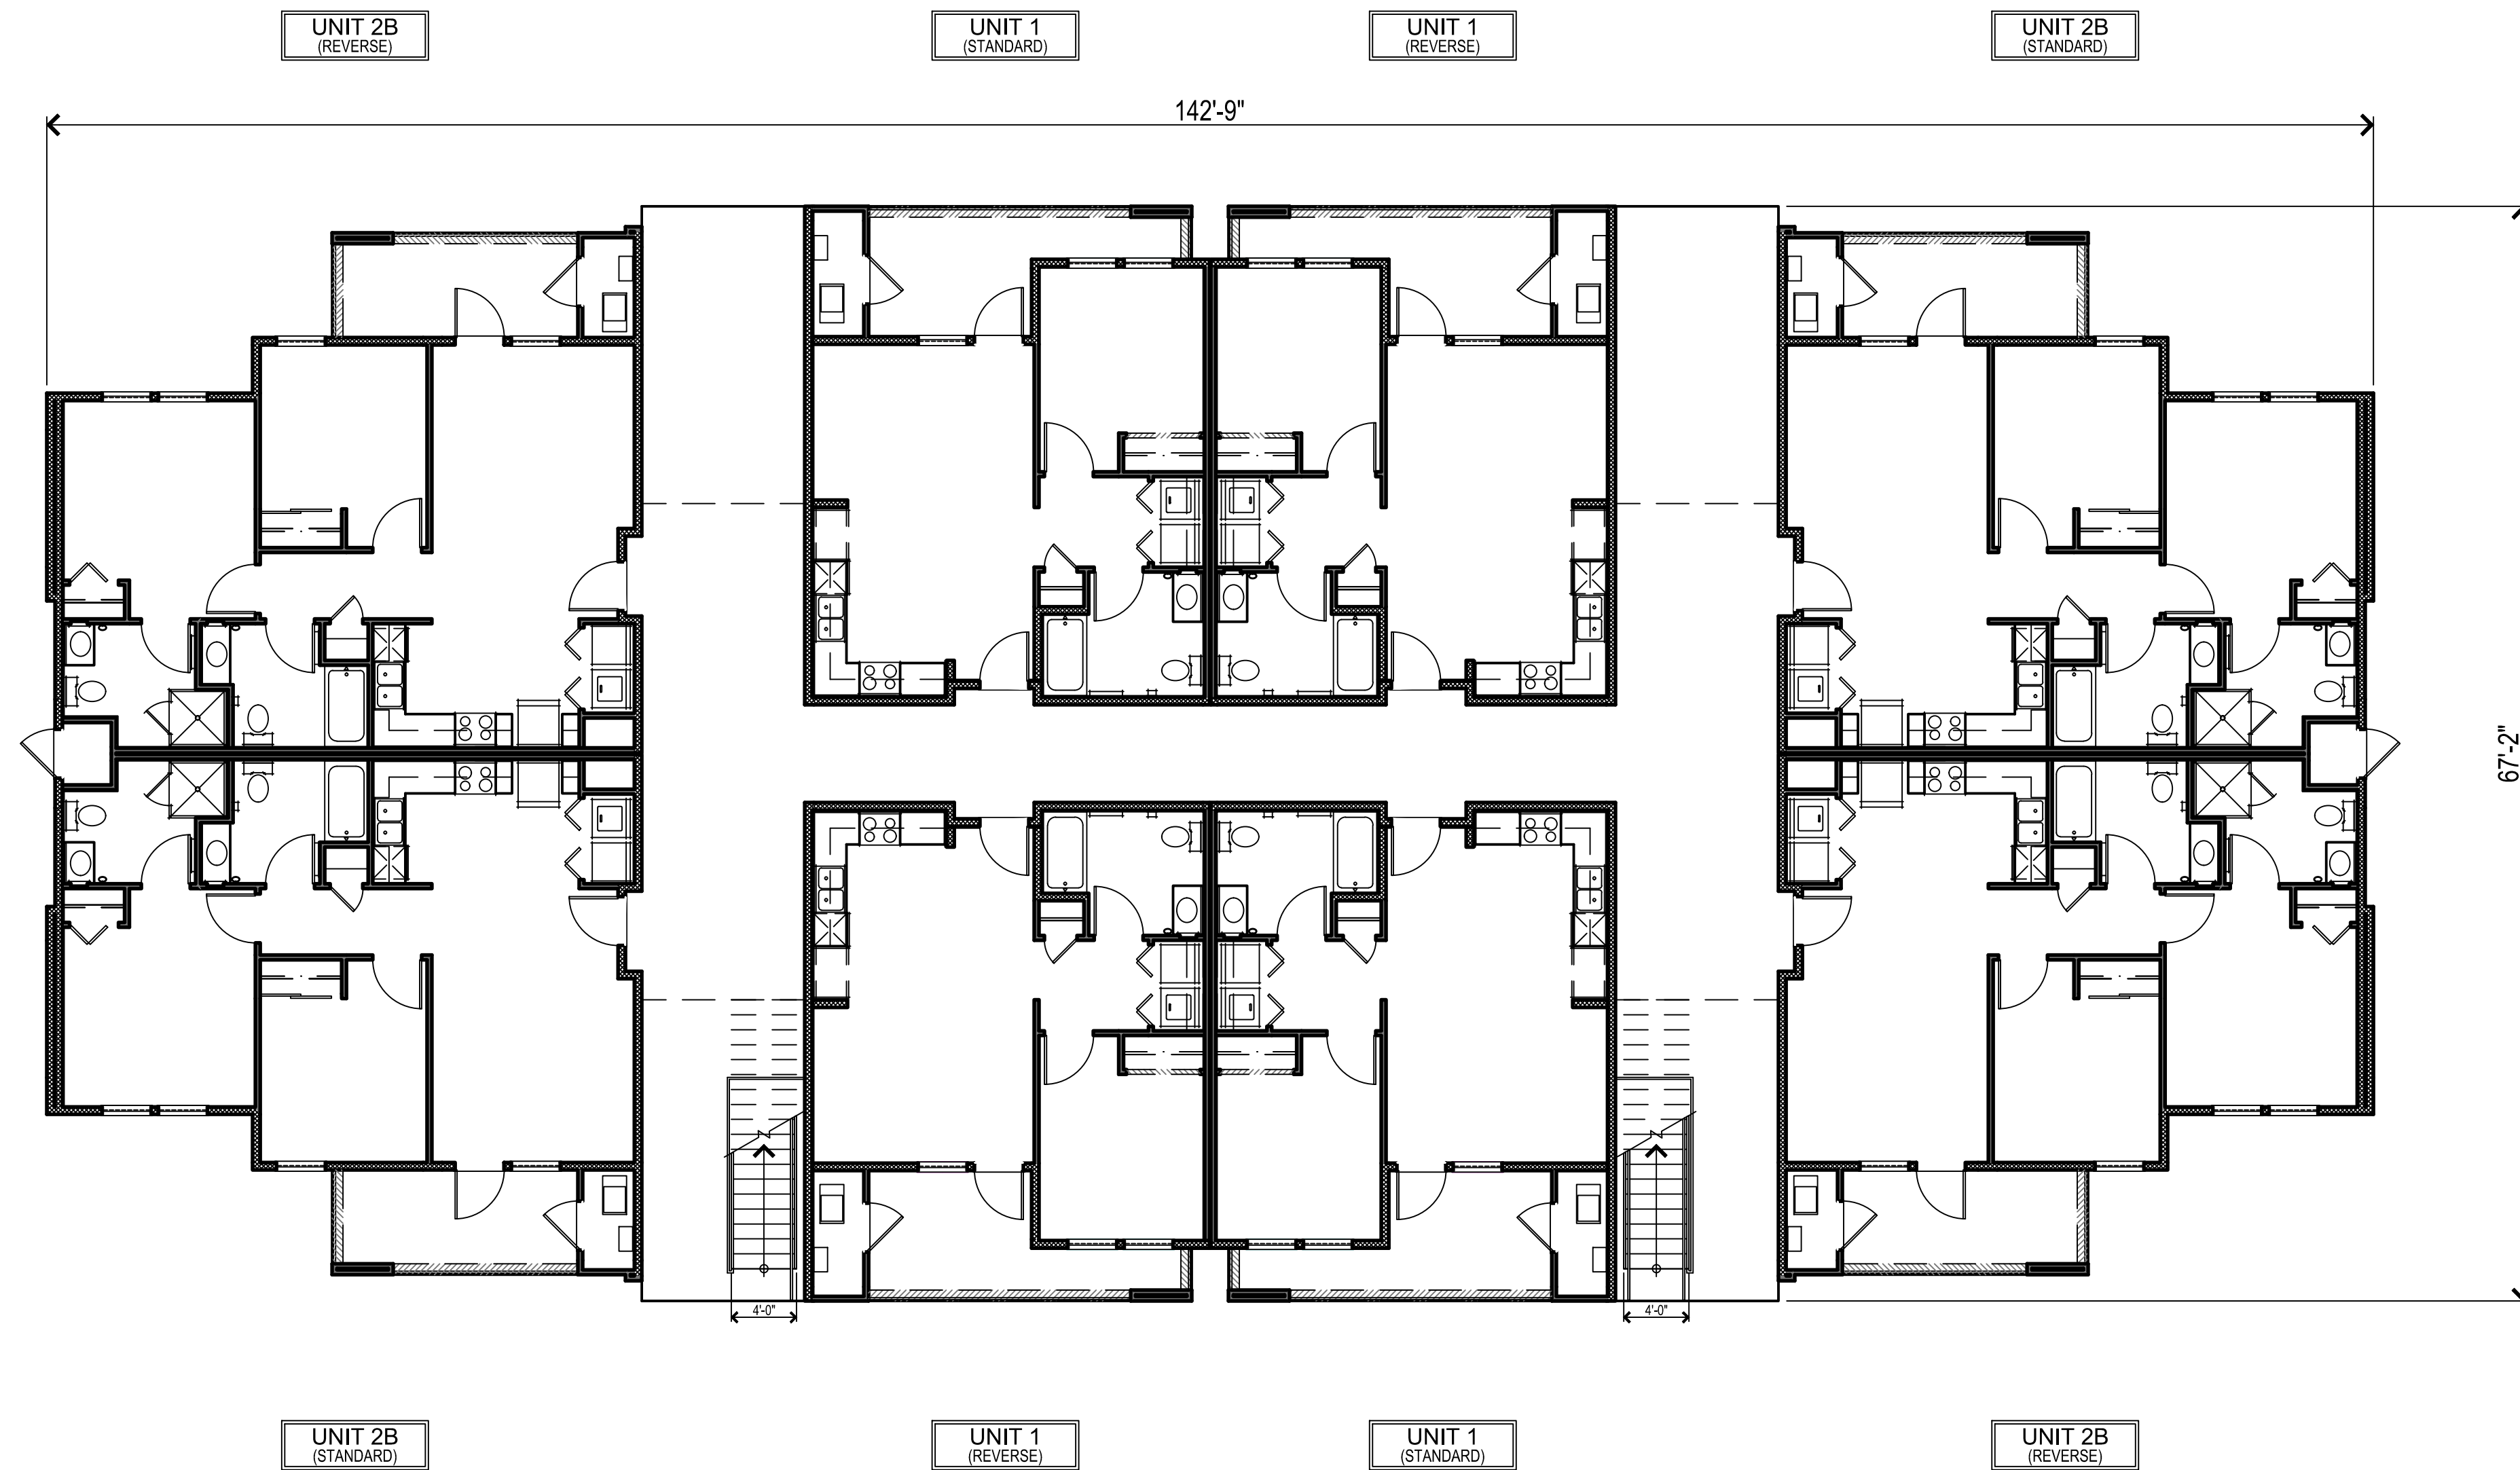 UNIT 2B
(REVERSE)
UNIT 1
(STANDARD)
UNIT 1
(REVERSE)
UNIT 2B
(STANDARD)
142'-9"
67'-2"
4'-0"
4'-0"
UNIT 2B
(STANDARD)
UNIT 1
(REVERSE)
UNIT 1
(STANDARD)
UNIT 2B
(REVERSE)